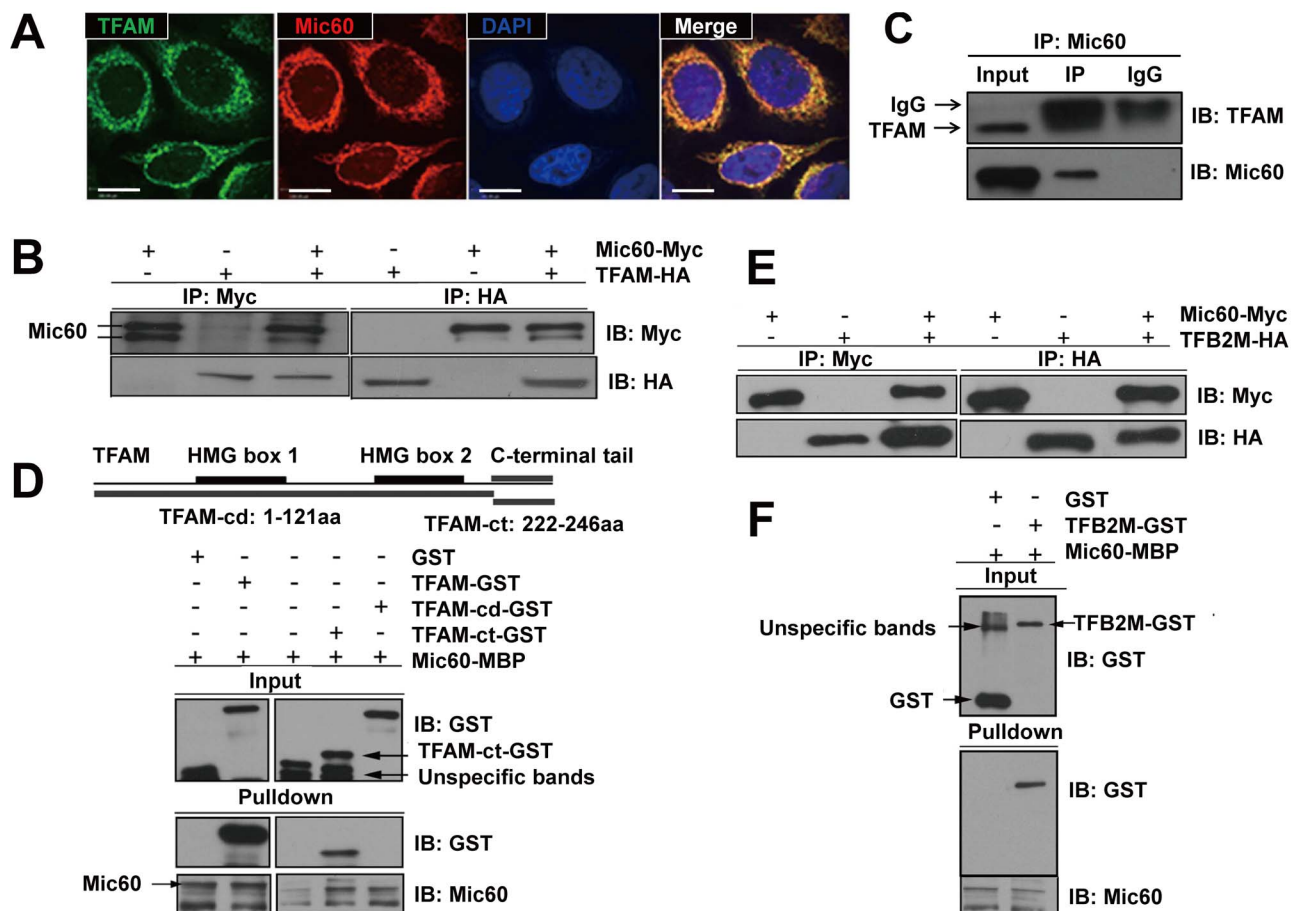 A
TFAM Mic60 DAPI Merge
C
IP: Mic60
Input IP IgG
IgG
TFAM
IB: TFAM
IB: Mic60
B
+ - + - + + Mic60-Myc
- + + + - + TFAM-HA
IP: Myc IP: HA
Mic60
IB: Myc
IB: HA
E
+ - + + - + Mic60-Myc
- + + - + + TFB2M-HA
IP: Myc IP: HA
IB: Myc
IB: HA
D
TFAM HMG box 1 HMG box 2 C-terminal tail
TFAM-cd: 1-121aa
TFAM-ct: 222-246aa
+ - - - - GST
- + - - - TFAM-GST
- - - - + TFAM-cd-GST
- - - + - TFAM-ct-GST
+ + + + + Mic60-MBP
Input
IB: GST
TFAM-ct-GST
Unspecific bands
Pulldown
IB: GST
Mic60
IB: Mic60
F
+ - GST
- + TFB2M-GST
+ + Mic60-MBP
Input
Unspecific bands
TFB2M-GST
IB: GST
GST
Pulldown
IB: GST
IB: Mic60